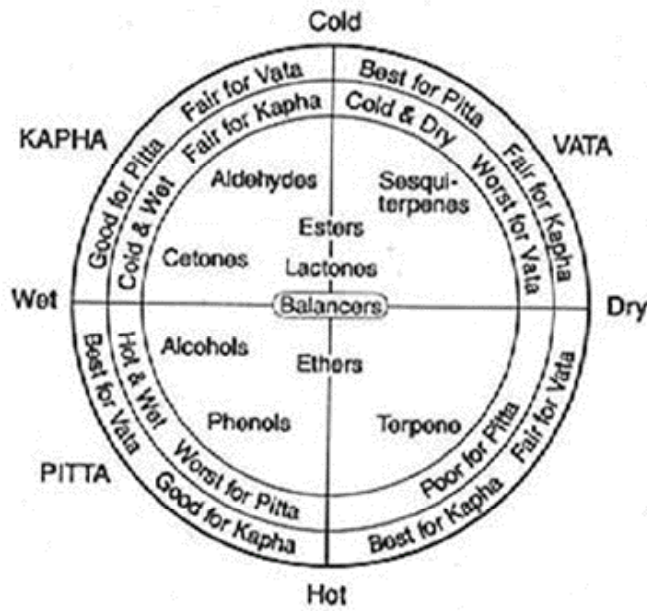 Cold
KAPHA
VATA
Wet
Dry
PITTA
Hot
Good for Pitta
Fair for Vata
Best for Pitta
Fair for Kapha
Cold & Wet
Fair for Kapha
Cold & Dry
Worst for Vata
Aldehydes
Sesqui-
terpenes
Esters
Cetones
Lactones
Balancers
Alcohols
Ethers
Phenols
Terpene
Hot & Wet
Worst for Pitta
Poor for Pitta
Best for Vata
Good for Kapha
Best for Kapha
Fair for Vata